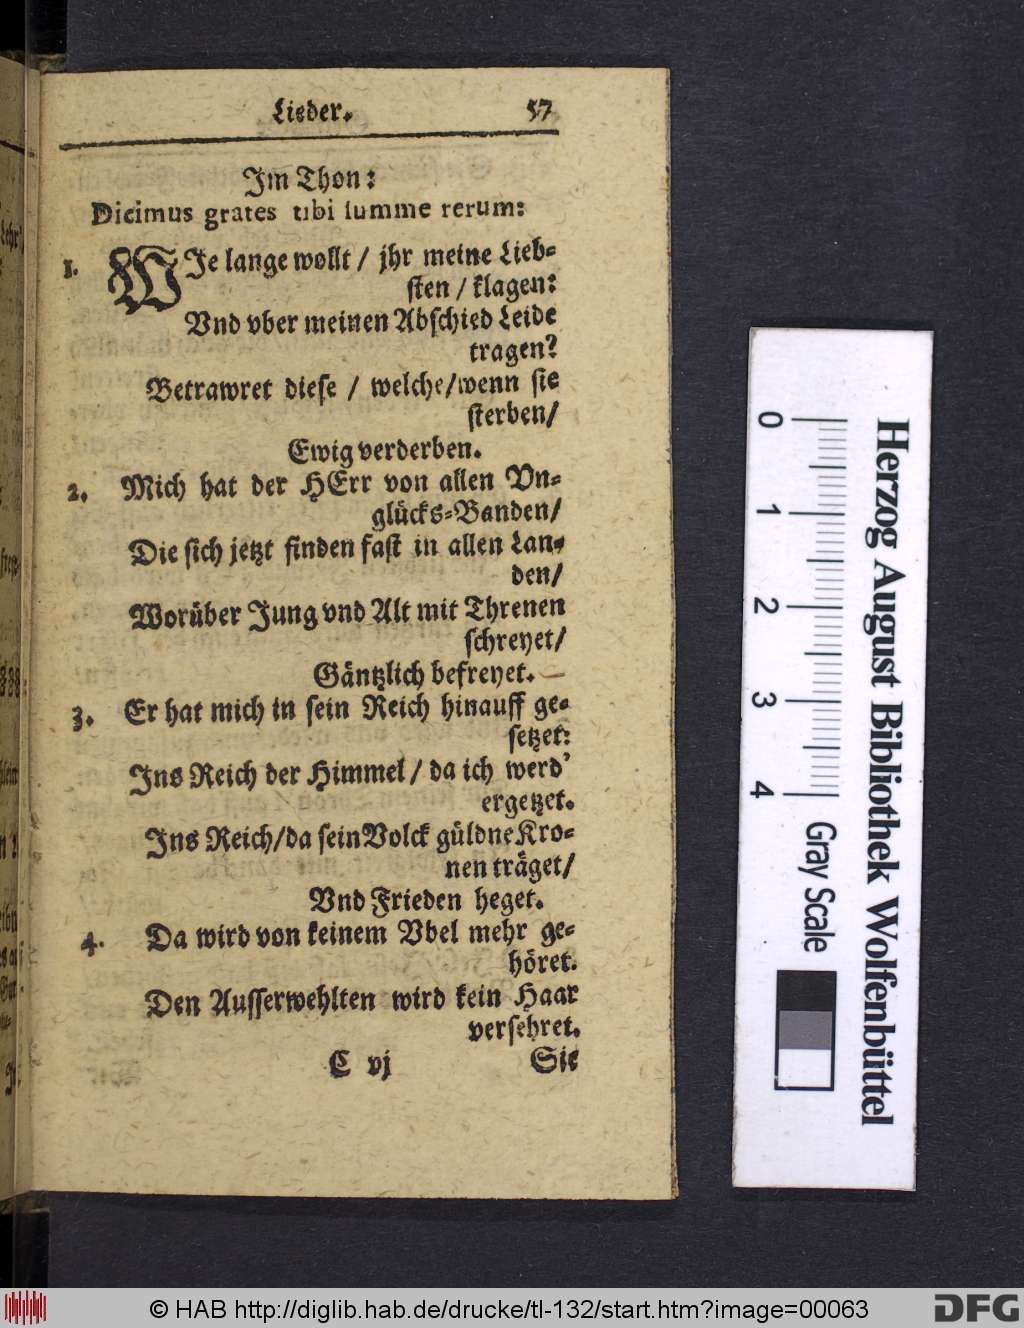 Lieder. 57
Im Thon:
Dicimus grates tibi summe rerum:
1. WIe lange wollt / jhr meine Lieb-
sten / klagen:
Vnd vber meinen Abschied Leide
tragen?
Betrawret diese / welche/wenn sie
sterben/
Ewig verderben.
2. Mich hat der HErr von allen Vn-
glücks-Banden/
Die sich jetzt finden fast in allen Lan-
den/
Worüber Jung vnd Alt mit Threnen
schreyet/
Gäntzlich befreyet.
3. Er hat mich in sein Reich hinauff ge-
setzet:
Ins Reich der Himmel / da ich werd'
ergetzet.
Ins Reich/da sein Volck güldne Kro-
nen träget/
Vnd Frieden heget.
4. Da wird von keinem Vbel mehr ge-
höret.
Den Ausserwehlten wird kein Haar
versehret.
C vj Sie
0 1 2 3 4 Gray Scale
Herzog August Bibliothek Wolfenbüttel
© HAB http://diglib.hab.de/drucke/tl-132/start.htm?image=00063 DFG